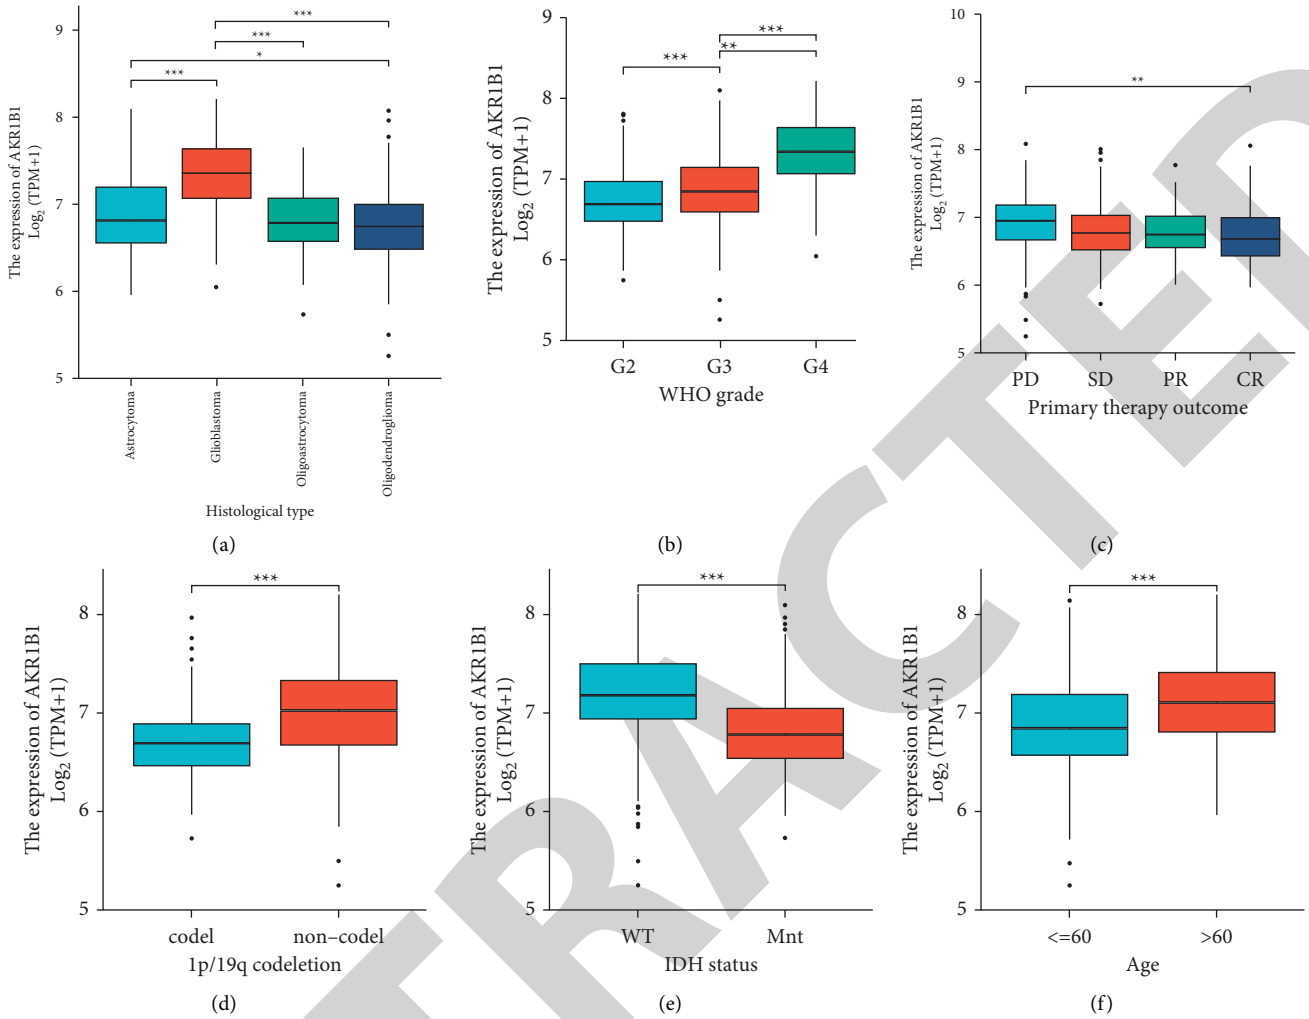 The expression of AKR1B1
Log2 (TPM+1)
9
8
7
6
5
***
***
*
***
Astrocytoma
Glioblastoma
Oligoastrocytoma
Oligodendroglioma
Histological type
(a)
The expression of AKR1B1
Log2 (TPM+1)
9
8
7
6
5
***
**
***
G2 G3 G4
WHO grade
(b)
The expression of AKR1B1
Log2 (TPM+1)
10
9
8
7
6
5
**
PD SD PR CR
Primary therapy outcome
(c)
The expression of AKR1B1
Log2 (TPM+1)
8
7
6
5
***
codel non-codel
1p/19q codeletion
(d)
The expression of AKR1B1
Log2 (TPM+1)
8
7
6
5
***
WT Mnt
IDH status
(e)
The expression of AKR1B1
Log2 (TPM+1)
8
7
6
5
***
<=60 >60
Age
(f)
TRACTED